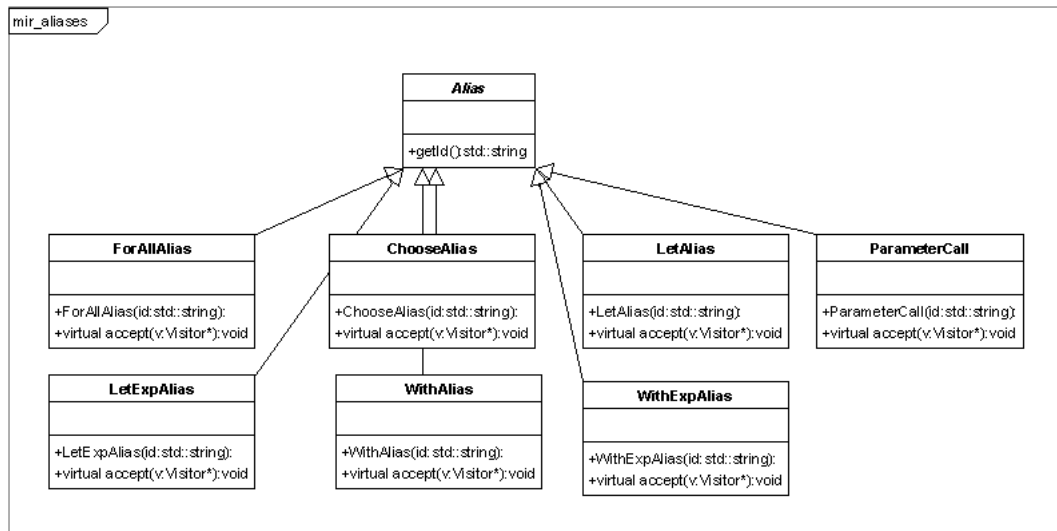 mir_aliases
Alias
+getId():std::string
ForAllAlias
+ForAllAlias(id:std::string):
+virtual accept(v:Visitor*):void
ChooseAlias
+ChooseAlias(id:std::string):
+virtual accept(v:Visitor*):void
LetAlias
+LetAlias(id:std::string):
+virtual accept(v:Visitor*):void
ParameterCall
+ParameterCall(id:std::string):
+virtual accept(v:Visitor*):void
LetExpAlias
+LetExpAlias(id:std::string):
+virtual accept(v:Visitor*):void
WithAlias
+WithAlias(id:std::string):
+virtual accept(v:Visitor*):void
WithExpAlias
+WithExpAlias(id:std::string):
+virtual accept(v:Visitor*):void